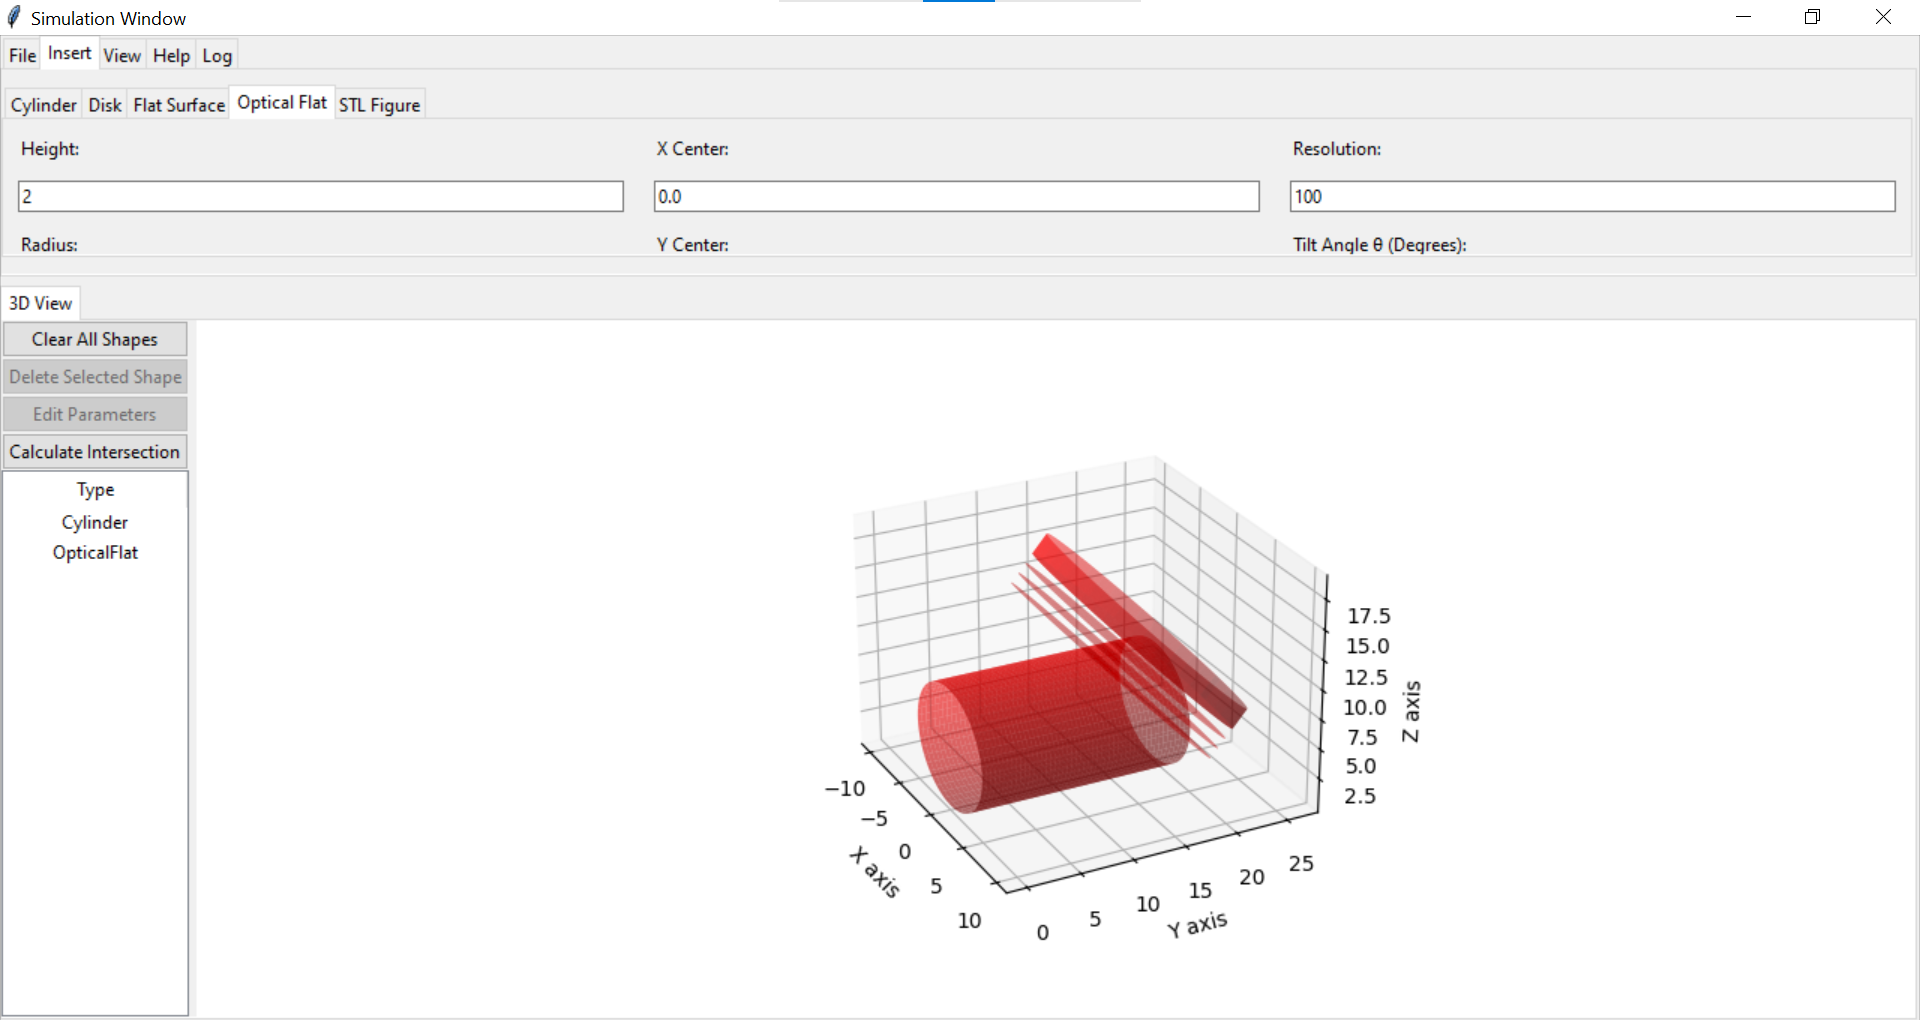 Simulation Window
File Insert View Help Log
Cylinder Disk Flat Surface Optical Flat STL Figure
Height: X Center: Resolution:
2 0.0 100
Radius: Y Center: Tilt Angle θ (Degrees):
3D View
Clear All Shapes
Delete Selected Shape
Edit Parameters
Calculate Intersection
Type
Cylinder
OpticalFlat
17.5
15.0
12.5
10.0
7.5
5.0
2.5
Z axis
−10
−5
0
5
10
X axis
0
5
10
15
20
25
Y axis